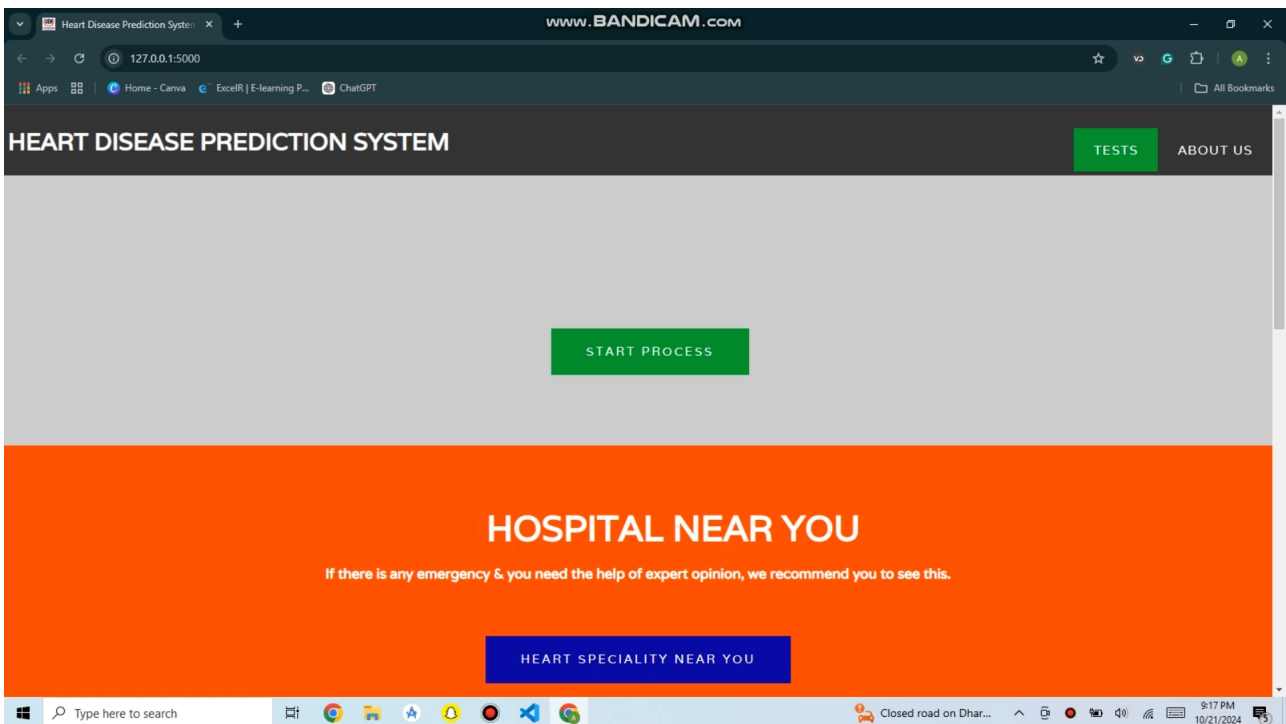 Heart Disease Prediction System
www.BANDICAM.com
127.0.0.1:5000
Apps
Home - Canva
ExcelR | E-learning P...
ChatGPT
All Bookmarks
HEART DISEASE PREDICTION SYSTEM
TESTS
ABOUT US
START PROCESS
HOSPITAL NEAR YOU
If there is any emergency & you need the help of expert opinion, we recommend you to see this.
HEART SPECIALITY NEAR YOU
Type here to search
Closed road on Dhar...
9:17 PM
10/21/2024